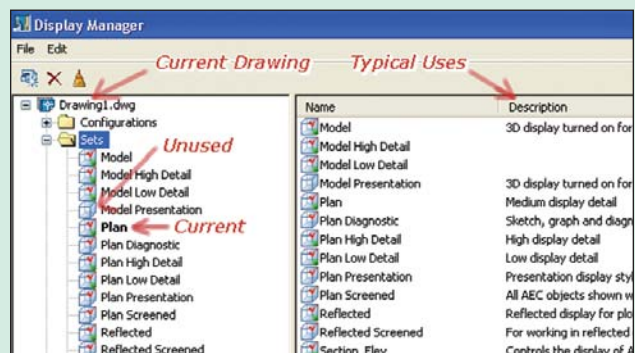 Display Manager
File Edit
Current Drawing Typical Uses
Drawing1.dwg
Configurations
Sets
Unused
Model
Model High Detail
Model Low Detail
Model Presentation
Plan
Current
Plan Diagnostic
Plan High Detail
Plan Low Detail
Plan Presentation
Plan Screened
Reflected
Reflected Screened
Name Description
Model 3D display turned on for
Model High Detail
Model Low Detail
Model Presentation 3D display turned on for
Plan Medium display detail
Plan Diagnostic Sketch, graph and diagn
Plan High Detail High display detail
Plan Low Detail Low display detail
Plan Presentation Presentation display styl
Plan Screened All AEC objects shown w
Reflected Reflected display for plo
Reflected Screened For working in reflected
Section_Elev Controls the display of A